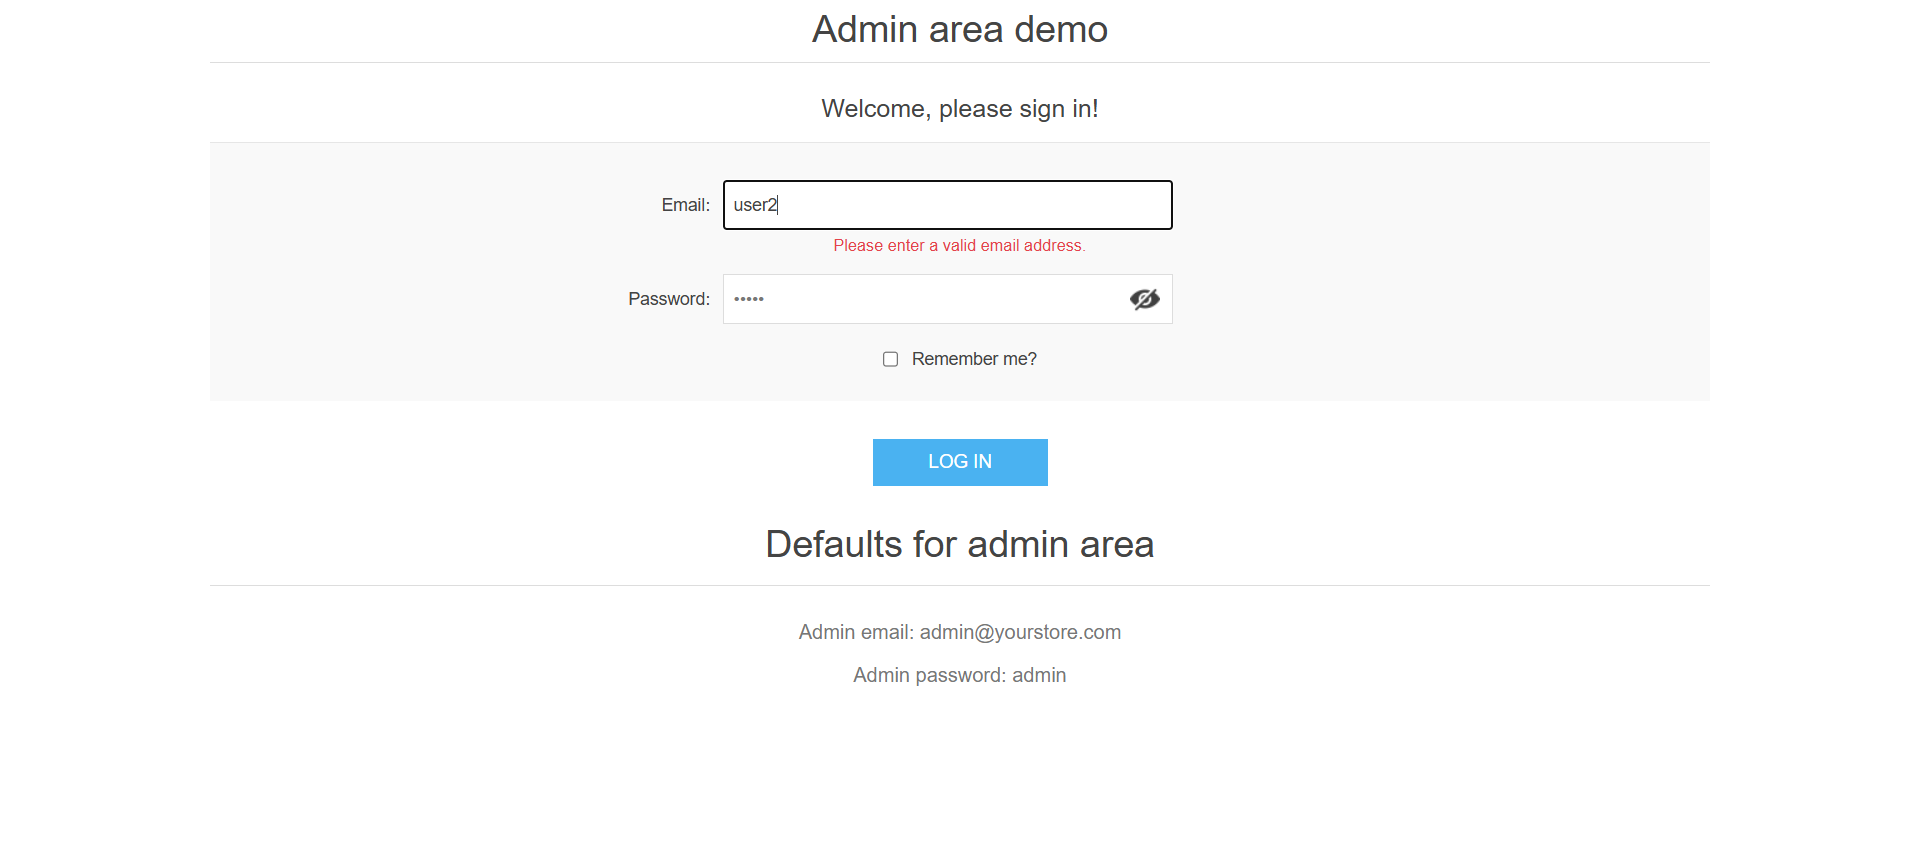 Admin area demo
Welcome, please sign in!
Email: user2
Please enter a valid email address.
Password: •••••
Remember me?
LOG IN
Defaults for admin area
Admin email: admin@yourstore.com
Admin password: admin